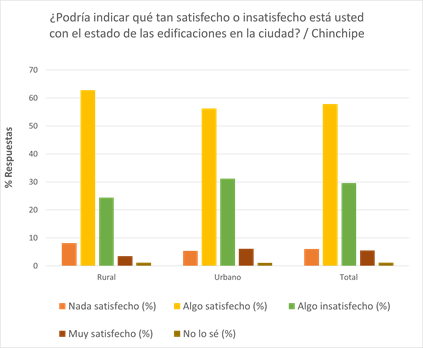 ¿Podría indicar qué tan satisfecho o insatisfecho está usted
con el estado de las edificaciones en la ciudad? / Chinchipe
70
60
50
40
30
20
10
0
% Respuestas
Rural
Urbano
Total
Nada satisfecho (%)
Algo satisfecho (%)
Algo insatisfecho (%)
Muy satisfecho (%)
No lo sé (%)